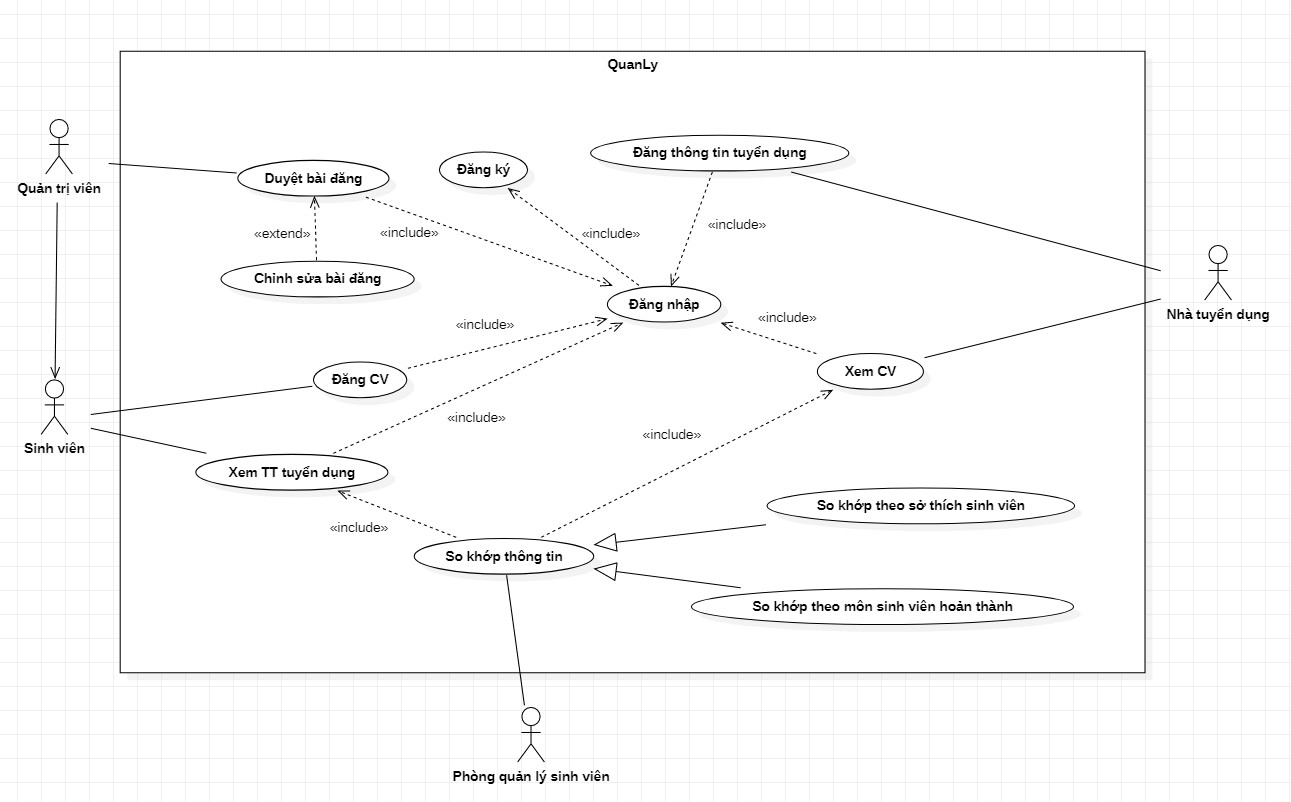 QuanLy
Quản trị viên
Duyệt bài đăng
Đăng ký
Đăng thông tin tuyển dụng
«extend»
«include»
«include»
«include»
Chỉnh sửa bài đăng
Đăng nhập
Nhà tuyển dụng
«include»
«include»
Đăng CV
Xem CV
Sinh viên
«include»
«include»
Xem TT tuyển dụng
«include»
So khớp theo sở thích sinh viên
So khớp thông tin
So khớp theo môn sinh viên hoàn thành
Phòng quản lý sinh viên